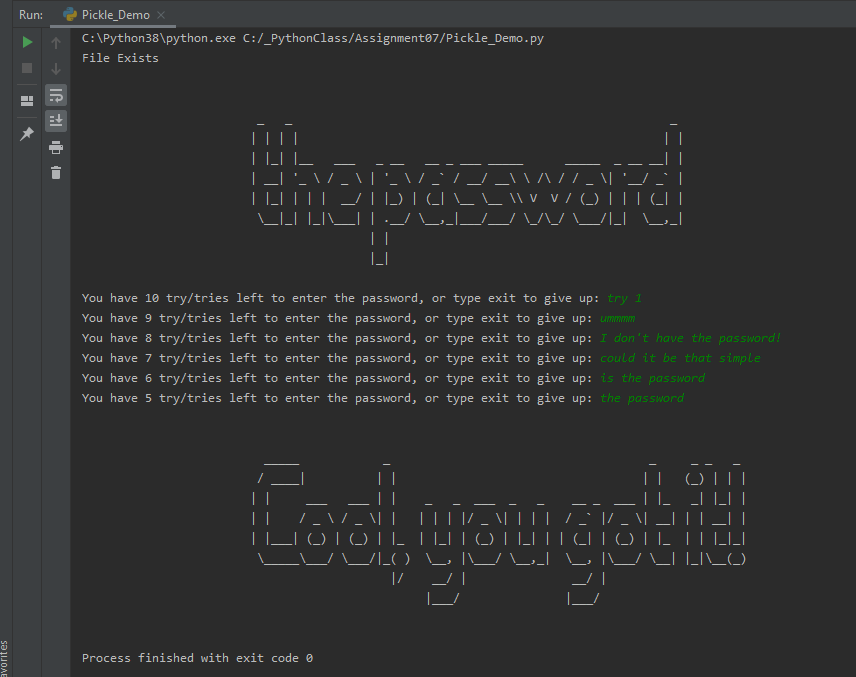 Run: Pickle_Demo
C:\Python38\python.exe C:/_PythonClass/Assignment07/Pickle_Demo.py
File Exists
the password
You have 10 try/tries left to enter the password, or type exit to give up: try 1
You have 9 try/tries left to enter the password, or type exit to give up: ummmm
You have 8 try/tries left to enter the password, or type exit to give up: I don't have the password!
You have 7 try/tries left to enter the password, or type exit to give up: could it be that simple
You have 6 try/tries left to enter the password, or type exit to give up: is the password
You have 5 try/tries left to enter the password, or type exit to give up: the password
Cool, you got it!
Process finished with exit code 0